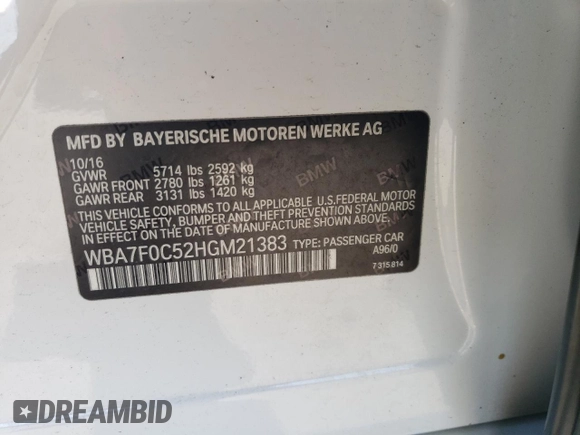 MFD BY BAYERISCHE MOTOREN WERKE AG
10/16
GVWR 5714 lbs 2592 kg
GAWR FRONT 2780 lbs 1261 kg
GAWR REAR 3131 lbs 1420 kg
THIS VEHICLE CONFORMS TO ALL APPLICABLE U.S.FEDERAL MOTOR
VEHICLE SAFETY, BUMPER AND THEFT PREVENTION STANDARDS
IN EFFECT ON THE DATE OF MANUFACTURE SHOWN ABOVE.
WBA7F0C52HGM21383 TYPE: PASSENGER CAR
A96/0
7 315 814
BMW
BMW
BMW
DREAMBID